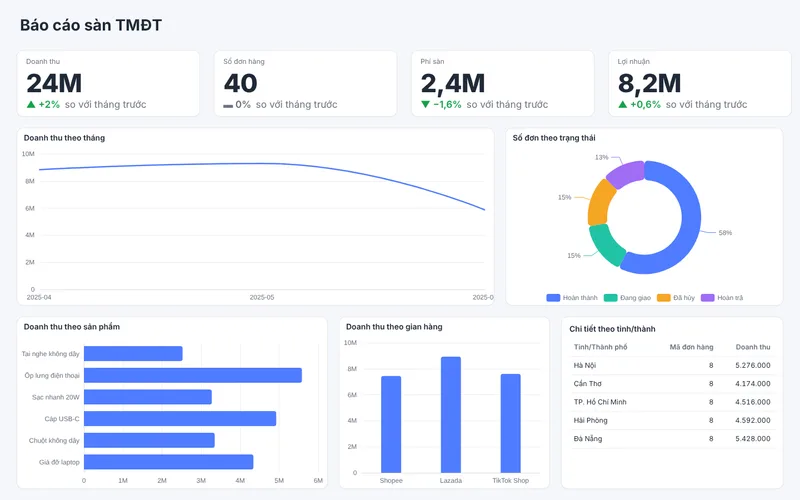 Báo cáo sàn TMĐT
Doanh thu
24M
▲ +2% so với tháng trước
Số đơn hàng
40
▬ 0% so với tháng trước
Phí sàn
2,4M
▼ −1,6% so với tháng trước
Lợi nhuận
8,2M
▲ +0,6% so với tháng trước
Doanh thu theo tháng
10M
8M
6M
4M
2M
0
2025-04
2025-05
2025-0
Số đơn theo trạng thái
13%
15%
15%
58%
Hoàn thành
Đang giao
Đã hủy
Hoàn trả
Doanh thu theo sản phẩm
Tai nghe không dây
Ốp lưng điện thoại
Sạc nhanh 20W
Cáp USB-C
Chuột không dây
Giá đỡ laptop
0 1M 2M 3M 4M 5M 6M
Doanh thu theo gian hàng
10M
8M
6M
4M
2M
0
Shopee Lazada TikTok Shop
Chi tiết theo tỉnh/thành
Tỉnh/Thành phố Mã đơn hàng Doanh thu
Hà Nội 8 5.276.000
Cần Thơ 8 4.174.000
TP. Hồ Chí Minh 8 4.516.000
Hải Phòng 8 4.592.000
Đà Nẵng 8 5.428.000